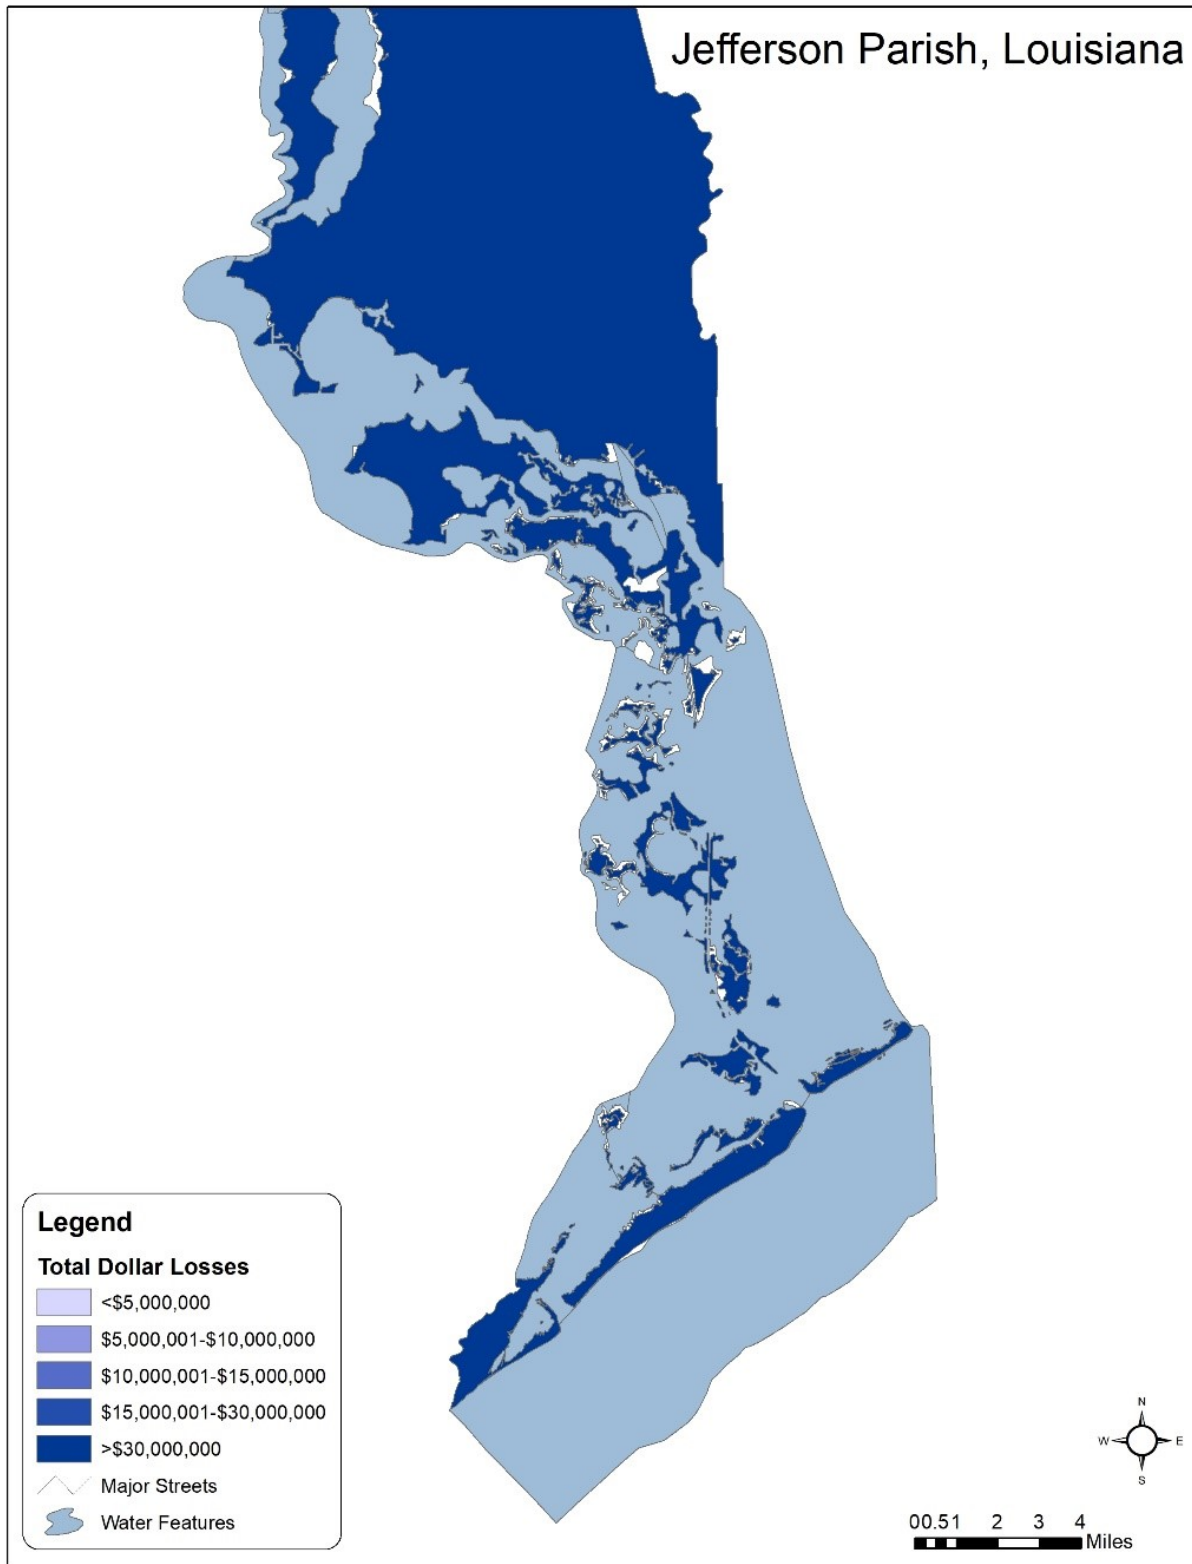 Jefferson Parish, Louisiana
Legend
Total Dollar Losses
<$5,000,000
$5,000,001-$10,000,000
$10,000,001-$15,000,000
$15,000,001-$30,000,000
>$30,000,000
Major Streets
Water Features
N
W E
S
00.51 2 3 4
Miles